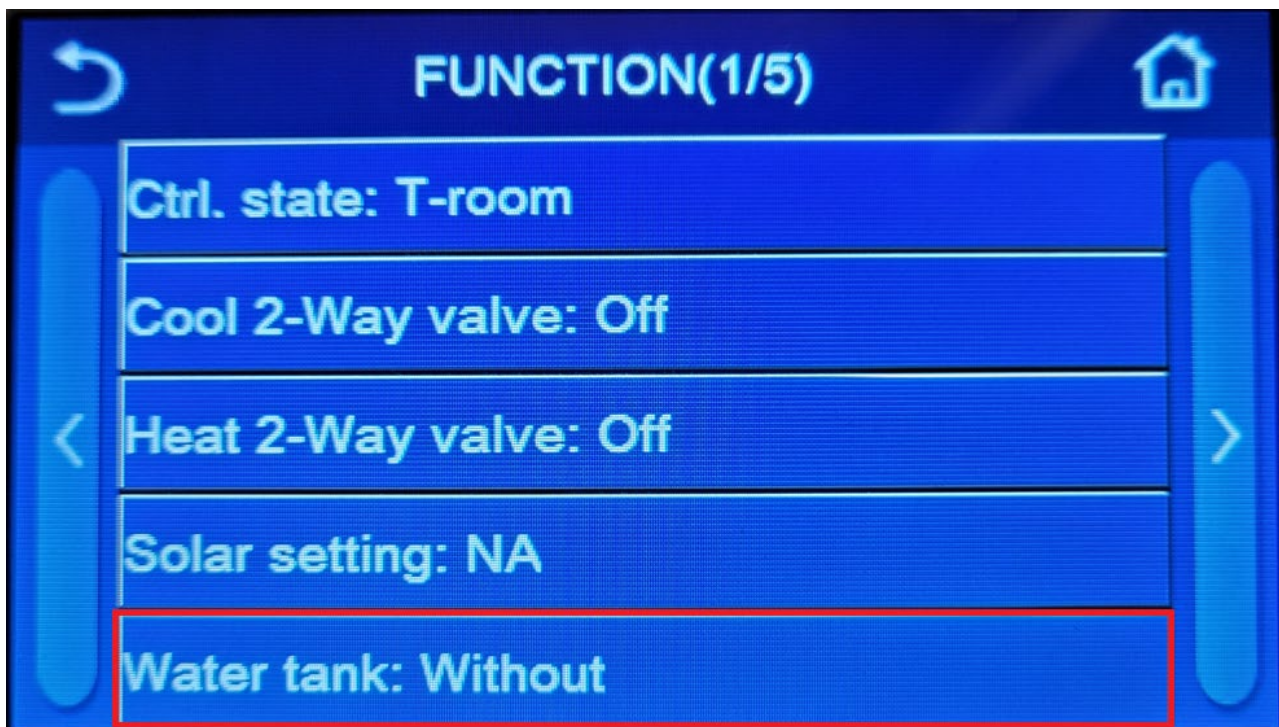 FUNCTION(1/5)
Ctrl. state: T-room
Cool 2-Way valve: Off
Heat 2-Way valve: Off
Solar setting: NA
Water tank: Without